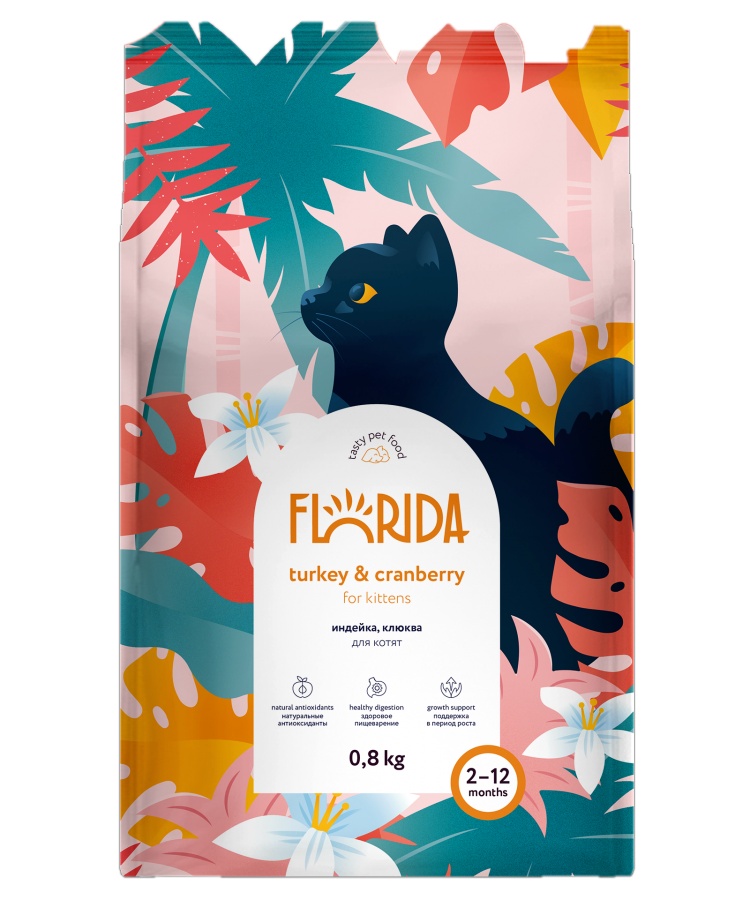 tasty pet food
FLORIDA
turkey & cranberry
for kittens
индейка, клюква
для котят
natural antioxidants
натуральные
антиоксиданты
healthy digestion
здоровое
пищеварение
growth support
поддержка
в период роста
0,8 kg
2–12
months